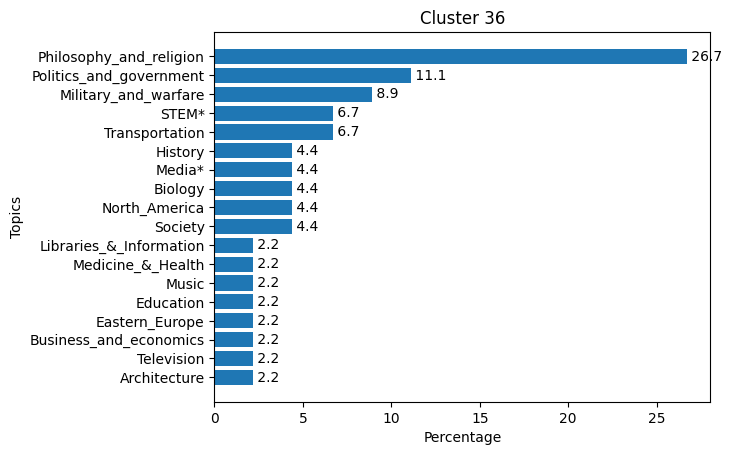 Cluster 36
Philosophy_and_religion 26.7
Politics_and_government 11.1
Military_and_warfare 8.9
STEM* 6.7
Transportation 6.7
History 4.4
Media* 4.4
Biology 4.4
North_America 4.4
Society 4.4
Libraries_&_Information 2.2
Medicine_&_Health 2.2
Music 2.2
Education 2.2
Eastern_Europe 2.2
Business_and_economics 2.2
Television 2.2
Architecture 2.2
0 5 10 15 20 25
Percentage
Topics